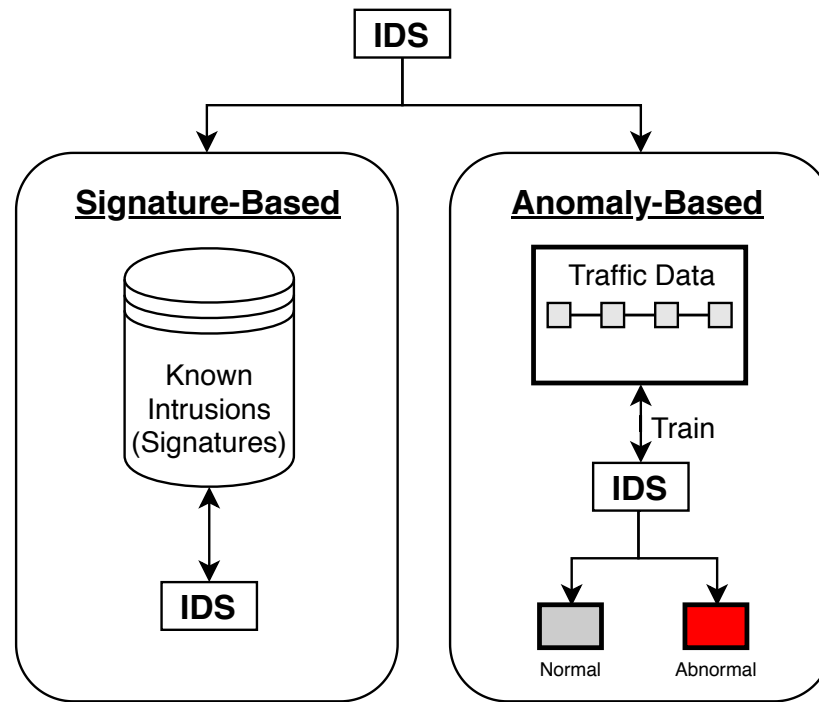 IDS
Signature-Based
Known
Intrusions
(Signatures)
IDS
Anomaly-Based
Traffic Data
Train
IDS
Normal
Abnormal